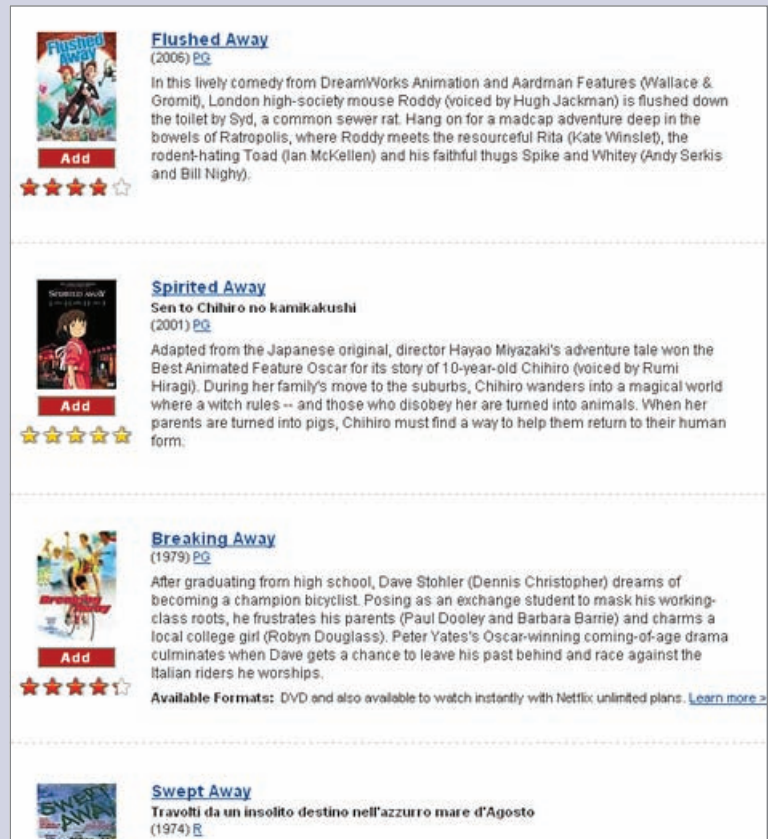 Flushed Away
Flushed Away
(2006) PG
In this lively comedy from DreamWorks Animation and Aardman Features (Wallace &
Gromit), London high-society mouse Roddy (voiced by Hugh Jackman) is flushed down
the toilet by Syd, a common sewer rat. Hang on for a madcap adventure deep in the
bowels of Ratropolis, where Roddy meets the resourceful Rita (Kate Winslet), the
rodent-hating Toad (Ian McKellen) and his faithful thugs Spike and Whitey (Andy Serkis
and Bill Nighy).
Add
Spirited Away
Spirited Away
Sen to Chihiro no kamikakushi
(2001) PG
Adapted from the Japanese original, director Hayao Miyazaki's adventure tale won the
Best Animated Feature Oscar for its story of 10-year-old Chihiro (voiced by Rumi
Hiragi). During her family's move to the suburbs, Chihiro wanders into a magical world
where a witch rules -- and those who disobey her are turned into animals. When her
parents are turned into pigs, Chihiro must find a way to help them return to their human
form.
Add
Breaking Away
Breaking Away
(1979) PG
After graduating from high school, Dave Stohler (Dennis Christopher) dreams of
becoming a champion bicyclist. Posing as an exchange student to mask his working-
class roots, he frustrates his parents (Paul Dooley and Barbara Barrie) and charms a
local college girl (Robyn Douglass). Peter Yates's Oscar-winning coming-of-age drama
culminates when Dave gets a chance to leave his past behind and race against the
Italian riders he worships.
Available Formats: DVD and also available to watch instantly with Netflix unlimited plans. Learn more >
Add
Swept Away
Swept Away
Travolti da un insolito destino nell'azzurro mare d'Agosto
(1974) R